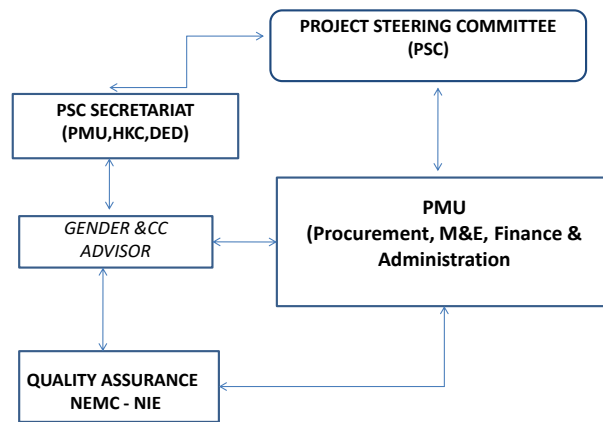 PROJECT STEERING COMMITTEE
(PSC)
PSC SECRETARIAT
(PMU,HKC,DED)
GENDER &CC
ADVISOR
PMU
(Procurement, M&E, Finance &
Administration
QUALITY ASSURANCE
NEMC - NIE